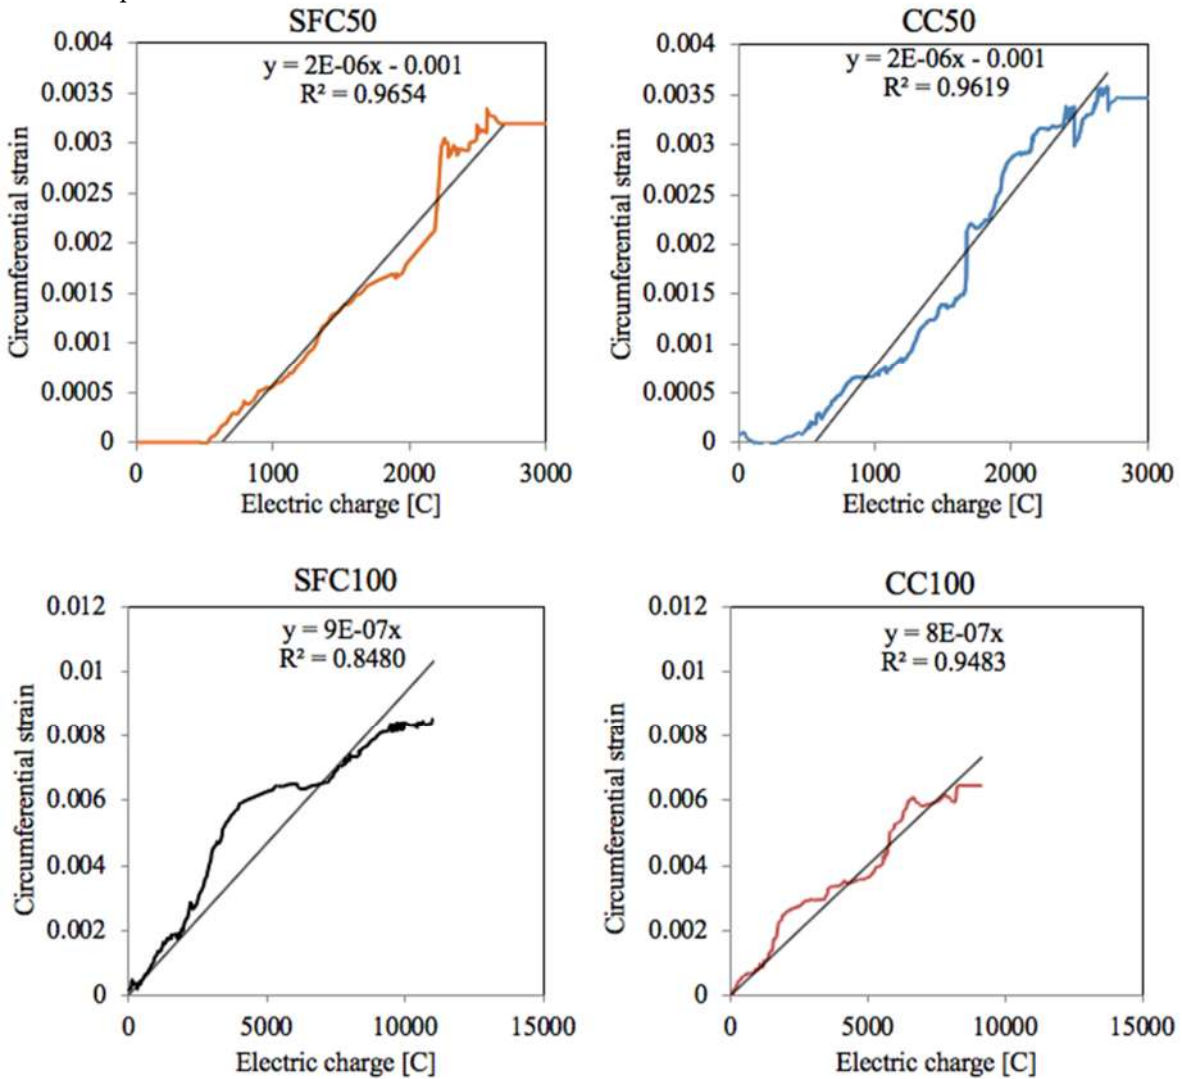 SFC50
0.004
0.0035
0.003
0.0025
0.002
0.0015
0.001
0.0005
0
y = 2E-06x - 0.001
R² = 0.9654
Circumferential strain
0 1000 2000 3000
Electric charge [C]
CC50
0.004
0.0035
0.003
0.0025
0.002
0.0015
0.001
0.0005
0
y = 2E-06x - 0.001
R² = 0.9619
Circumferential strain
0 1000 2000 3000
Electric charge [C]
SFC100
0.012
0.01
0.008
0.006
0.004
0.002
0
y = 9E-07x
R² = 0.8480
Circumferential strain
0 5000 10000 15000
Electric charge [C]
CC100
0.012
0.01
0.008
0.006
0.004
0.002
0
y = 8E-07x
R² = 0.9483
Circumferential strain
0 5000 10000 15000
Electric charge [C]